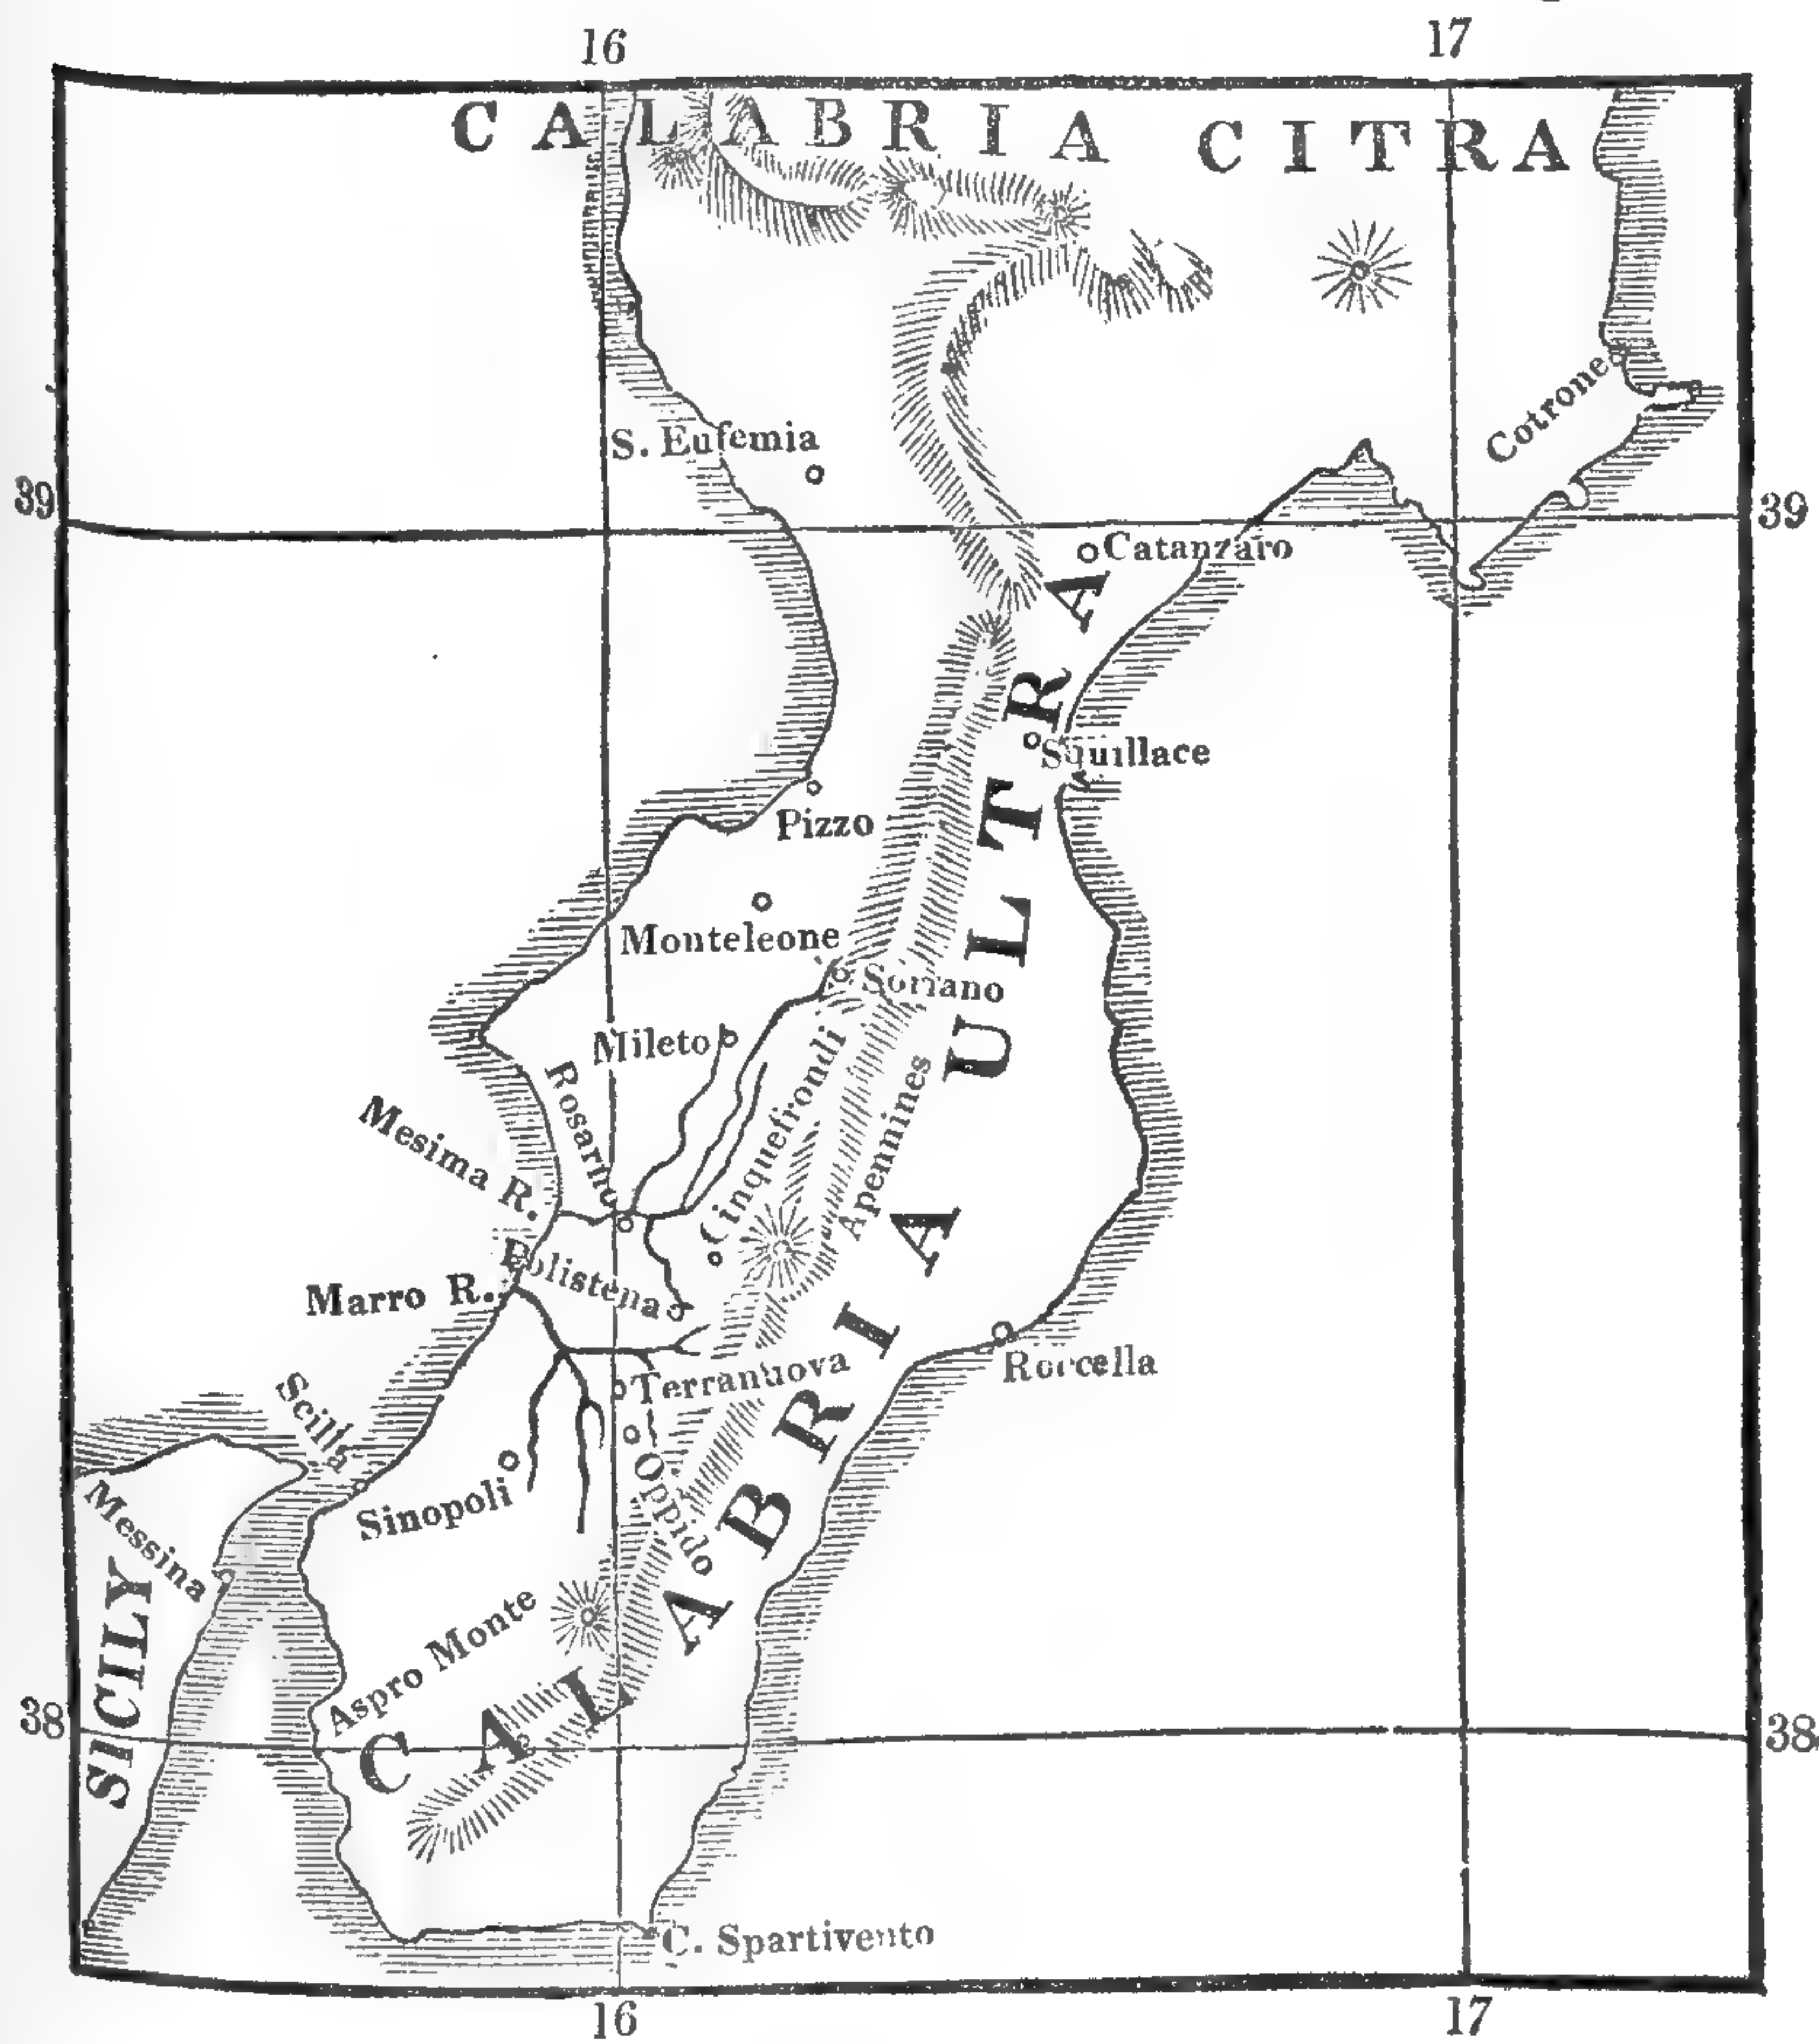 16 17
CALABRIA CITRA
Cotrone
S. Eufemia
39 39
Catanzaro
Squillace
Pizzo
Monteleone
Soriano
Mileto
Rosarno
Cinquefrondi
Apennines
Mesima R.
Polistena
Marro R.
Terranuova
Roccella
Scilla
Oppido
Sinopoli
Messina
SICILY
Aspro Monte
CALABRIA ULTRA
38 38
C. Spartivento
16 17